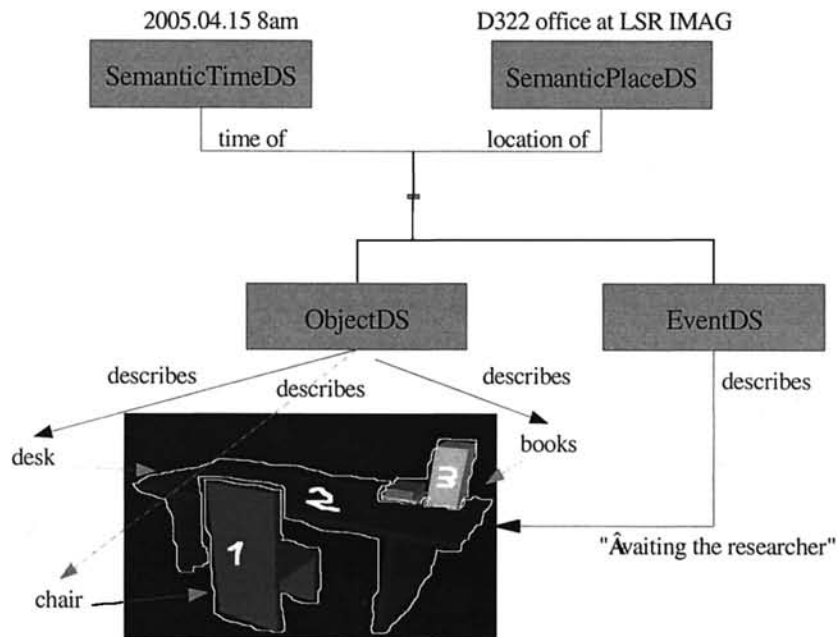 2005.04.15 8am
D322 office at LSR IMAG
SemanticTimeDS
SemanticPlaceDS
time of
location of
ObjectDS
EventDS
describes
describes
describes
describes
desk
books
3
2
1
"Âvaiting the researcher"
chair